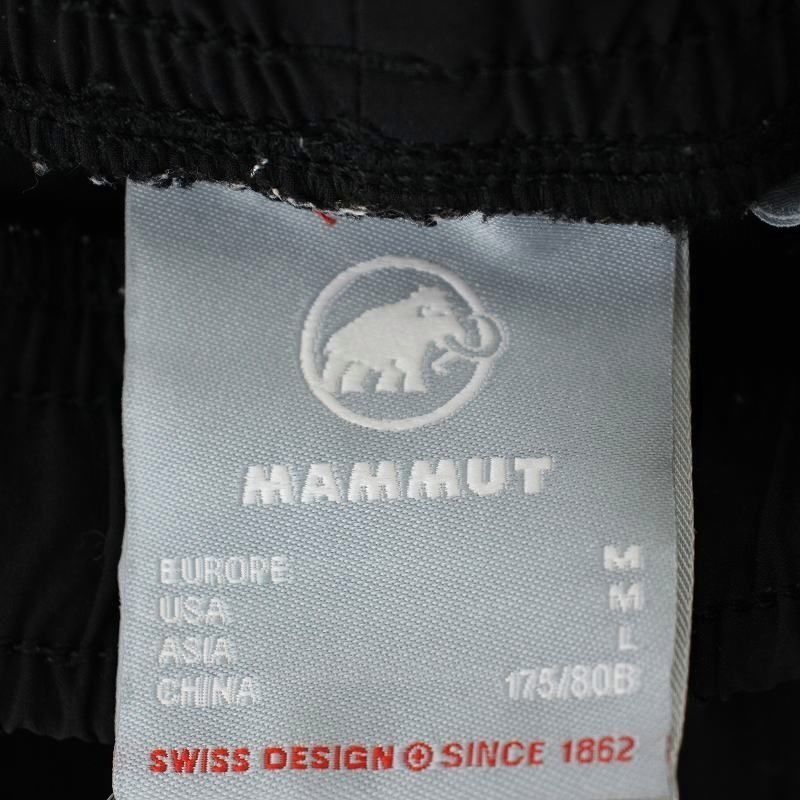 MAMMUT
EUROPE M
USA M
ASIA L
CHINA 175/80B
SWISS DESIGN SINCE 1862